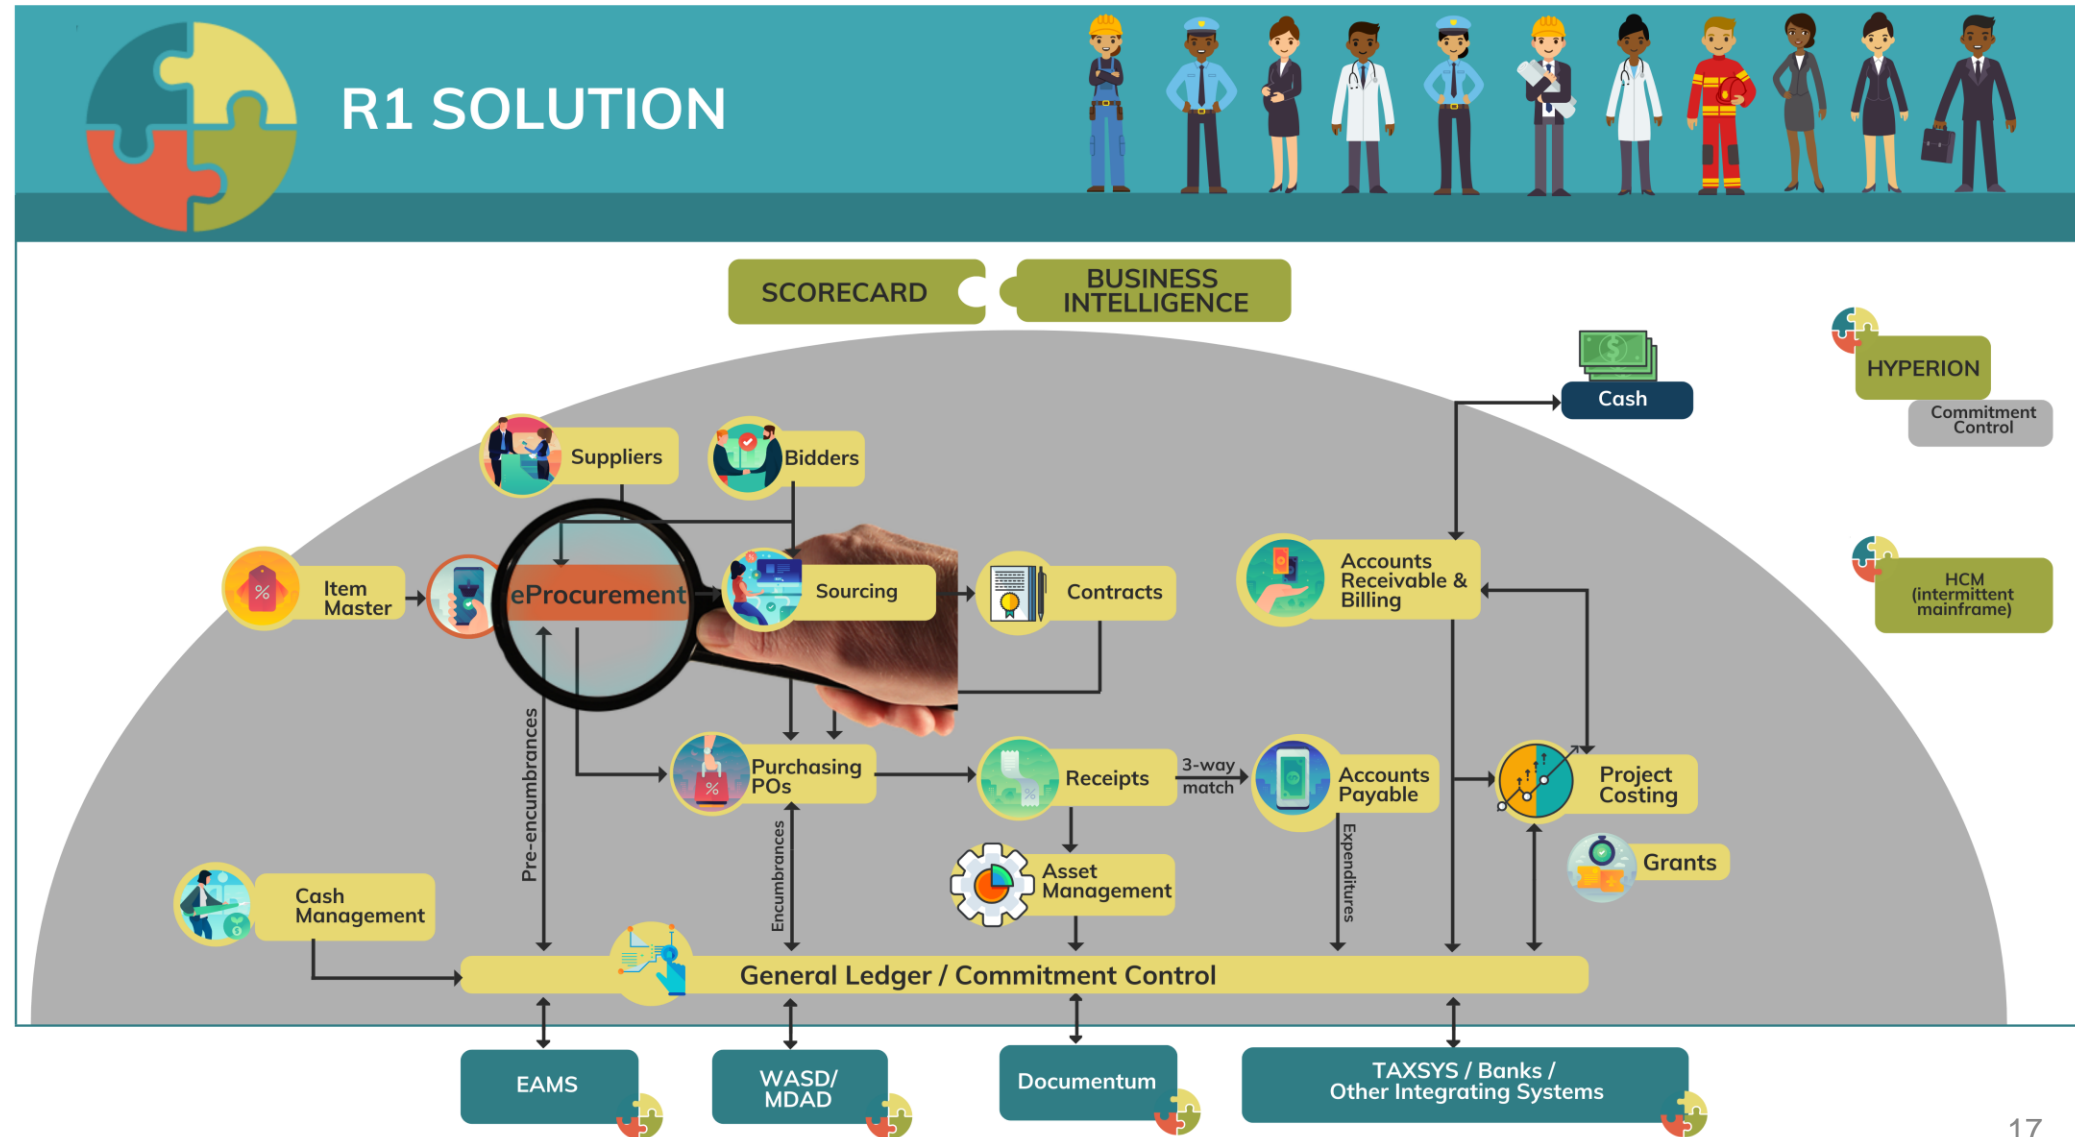 R1 SOLUTION
SCORECARD
BUSINESS
INTELLIGENCE
Cash
HYPERION
Commitment
Control
Suppliers
Bidders
Item
Master
eProcurement
Sourcing
Contracts
Accounts
Receivable &
Billing
HCM
(intermittent
mainframe)
Pre-encumbrances
Purchasing
POs
Receipts
3-way
match
Accounts
Payable
Project
Costing
Encumbrances
Expenditures
Grants
Asset
Management
Cash
Management
General Ledger / Commitment Control
EAMS
WASD/
MDAD
Documentum
TAXSYS / Banks /
Other Integrating Systems
17